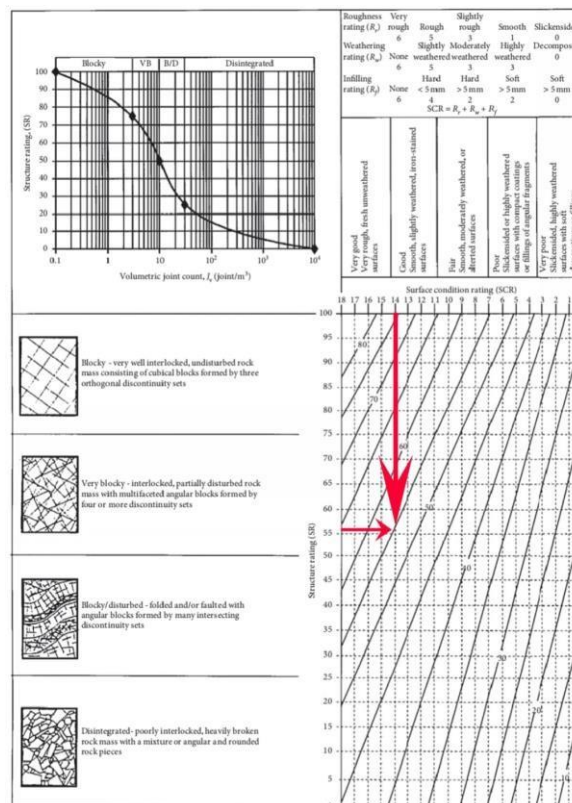 Roughness Very Slightly
rating (Rr) rough Rough rough Smooth Slickenside
6 5 3 1 0
Weathering Slightly Moderately Highly Decompos
rating (Rw) None weathered weathered weathered 0
6 5 3 3
Infilling Hard Hard Soft Soft
rating (Rf) None < 5 mm > 5 mm > 5 mm > 5 mm
6 4 2 2 0
SCR = Rr + Rw + Rf
Blocky VB B/D Disintegrated
100
90
80
70
60
50
40
30
20
10
0
Structure rating, (SR)
0.1 1 10 10² 10³ 10⁴
Volumetric joint count, Jv (joint/m³)
Very good
Very rough, fresh unweathered
surfaces
Good
Smooth, slightly weathered, iron-stained
surfaces
Fair
Smooth, moderately weathered, or
alterted surfaces
Poor
Slickensided or highly weathered
surfaces with compact coatings
or fillings of angular fragments
Very poor
Slickensided, highly weathered
surfaces with soft
Surface condition rating (SCR)
18 17 16 15 14 13 12 11 10 9 8 7 6 5 4 3 2 1
100
95
90
85
80
75
70
65
60
55
50
45
40
35
30
25
20
15
10
5
Structure rating (SR)
80
70
60
50
40
30
20
10
Blocky - very well interlocked, undisturbed rock
mass consisting of cubical blocks formed by three
orthogonal discontinuity sets
Very blocky - interlocked, partially disturbed rock
mass with multifaceted angular blocks formed by
four or more discontinuity sets
Blocky/disturbed - folded and/or faulted with
angular blocks formed by many intersecting
discontinuity sets
Disintegrated- poorly interlocked, heavily broken
rock mass with a mixture or angular and rounded
rock pieces